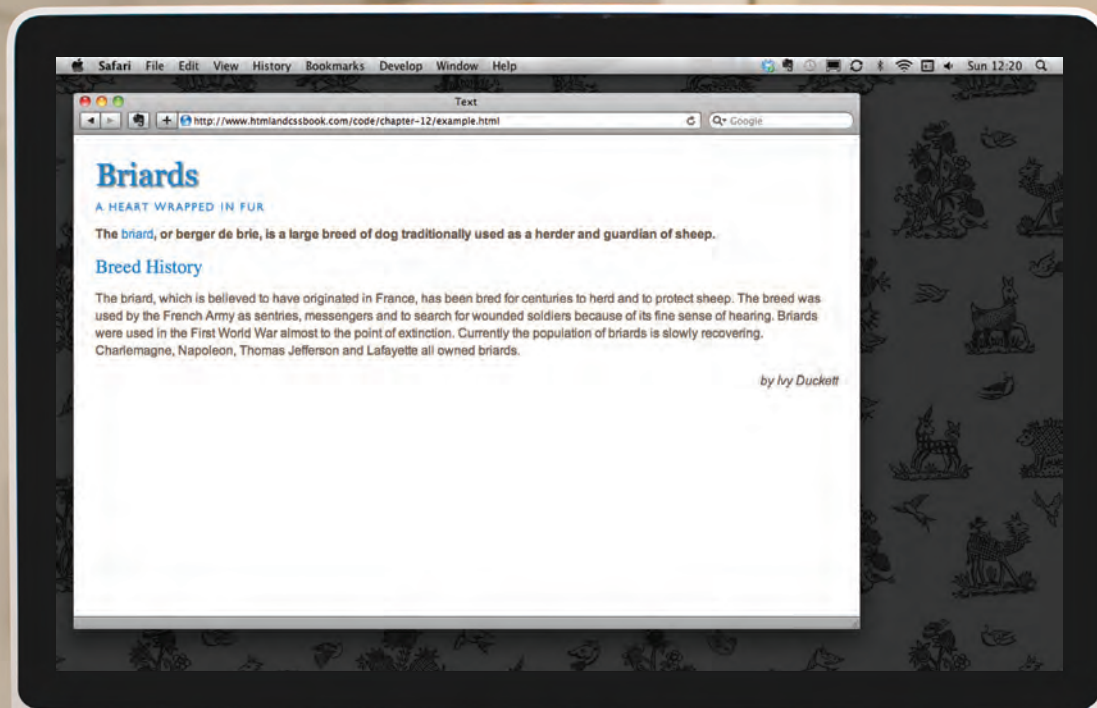 Safari File Edit View History Bookmarks Develop Window Help Sun 12:20
Text
http://www.htmlandcssbook.com/code/chapter-12/example.html Google
Briards
A HEART WRAPPED IN FUR
The briard, or berger de brie, is a large breed of dog traditionally used as a herder and guardian of sheep.
Breed History
The briard, which is believed to have originated in France, has been bred for centuries to herd and to protect sheep. The breed was
used by the French Army as sentries, messengers and to search for wounded soldiers because of its fine sense of hearing. Briards
were used in the First World War almost to the point of extinction. Currently the population of briards is slowly recovering.
Charlemagne, Napoleon, Thomas Jefferson and Lafayette all owned briards.
by Ivy Duckett